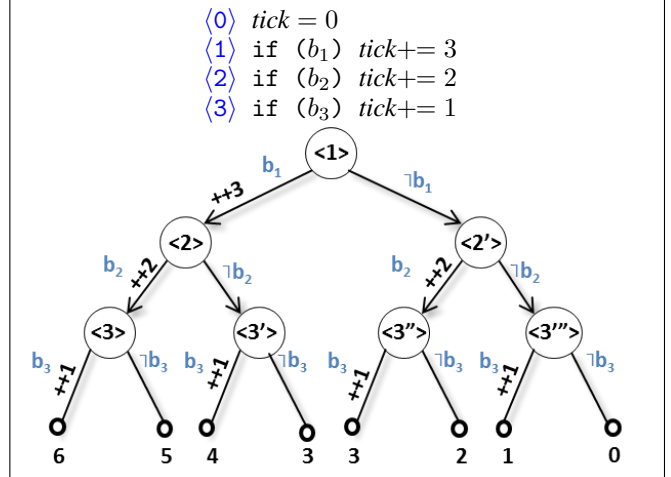 ⟨0⟩ tick = 0
⟨1⟩ if (b₁) tick+= 3
⟨2⟩ if (b₂) tick+= 2
⟨3⟩ if (b₃) tick+= 1
<1>
b₁ ++3 ¬b₁
<2> <2'>
b₂ ++2 ¬b₂ b₂ ++2 ¬b₂
<3> <3'> <3''> <3'''>
b₃ ++1 ¬b₃ b₃ ++1 ¬b₃ b₃ ++1 ¬b₃ b₃ ++1 ¬b₃
6 5 4 3 3 2 1 0